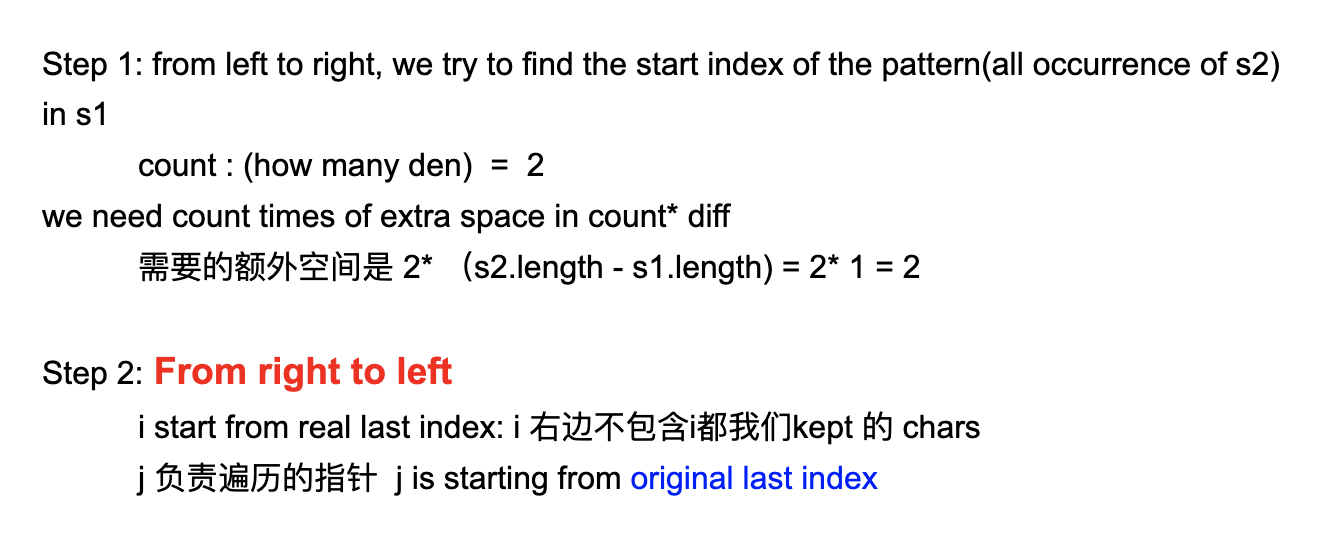 Step 1: from left to right, we try to find the start index of the pattern(all occurrence of s2)
in s1
count : (how many den)  =  2
we need count times of extra space in count* diff
需要的额外空间是 2* （s2.length - s1.length) = 2* 1 = 2
Step 2: From right to left
i start from real last index: i 右边不包含i都我们kept 的 chars
j 负责遍历的指针  j is starting from original last index